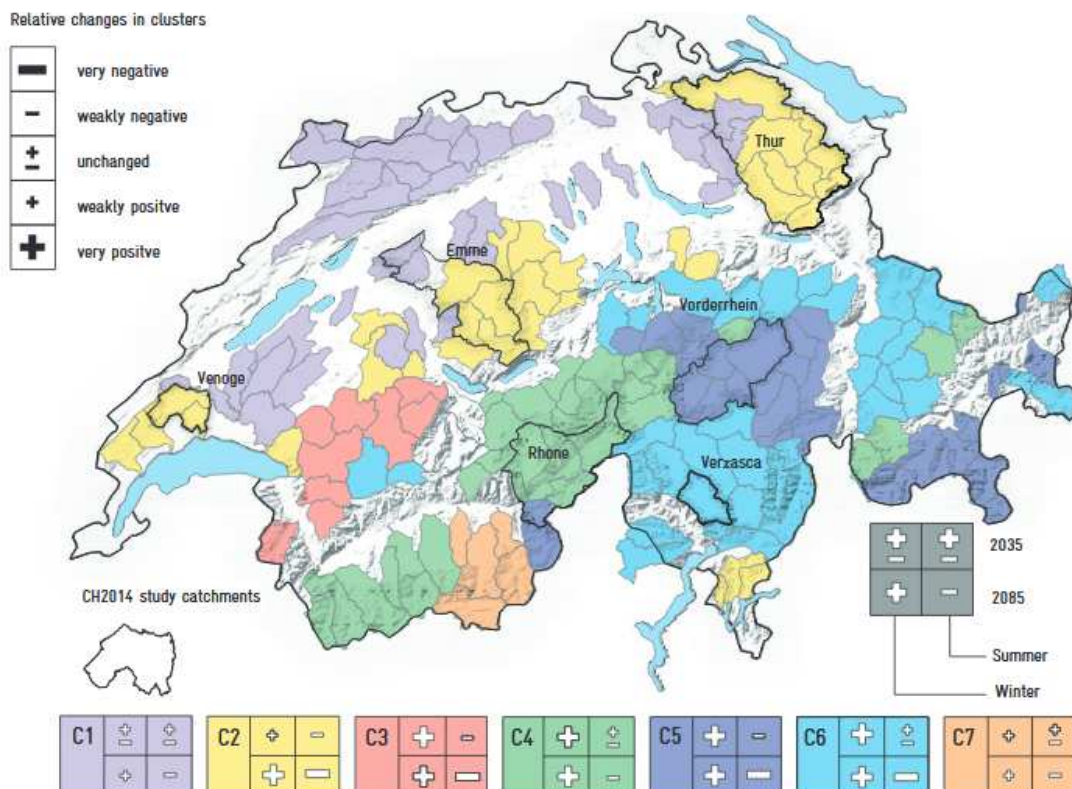 Relative changes in clusters
very negative
weakly negative
unchanged
weakly positve
very positve
Thur
Emme
Vorderrhein
Venoge
Rhone
Verzasca
CH2014 study catchments
2035
2085
Summer
Winter
C1
C2
C3
C4
C5
C6
C7